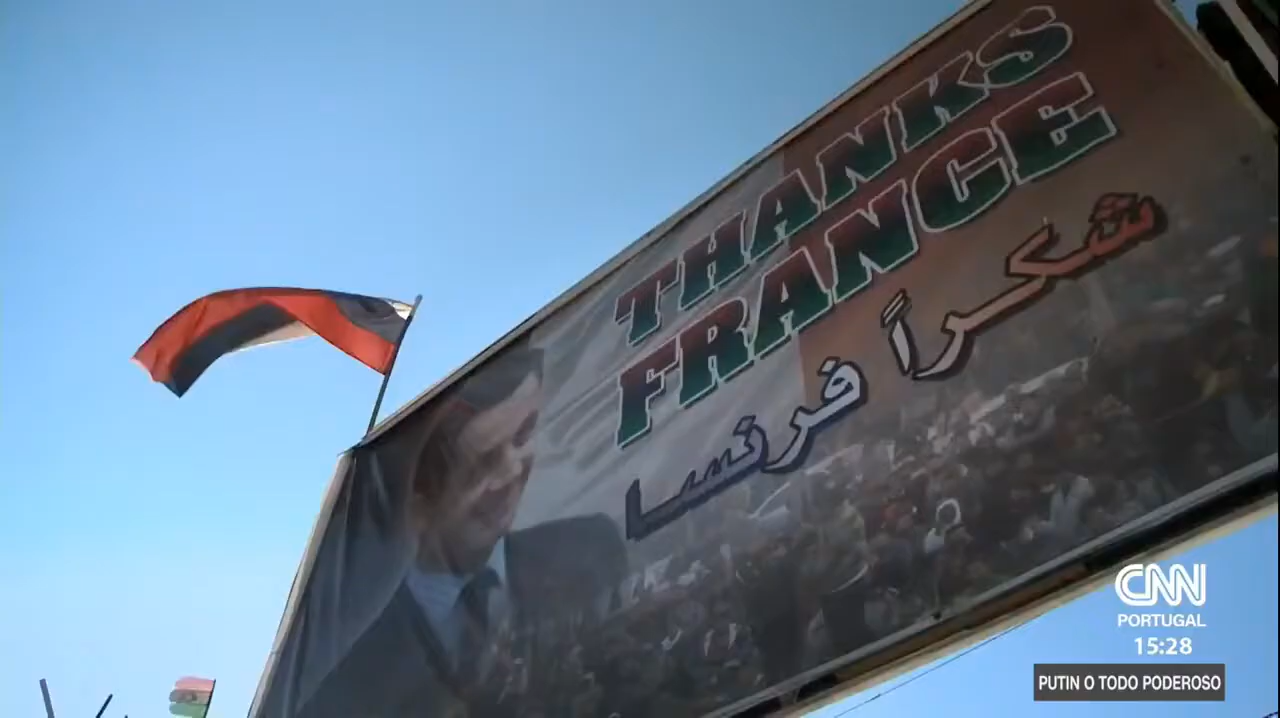 THANKS
FRANCE
شكراً
فرنسا
CNN
PORTUGAL
15:28
PUTIN O TODO PODEROSO